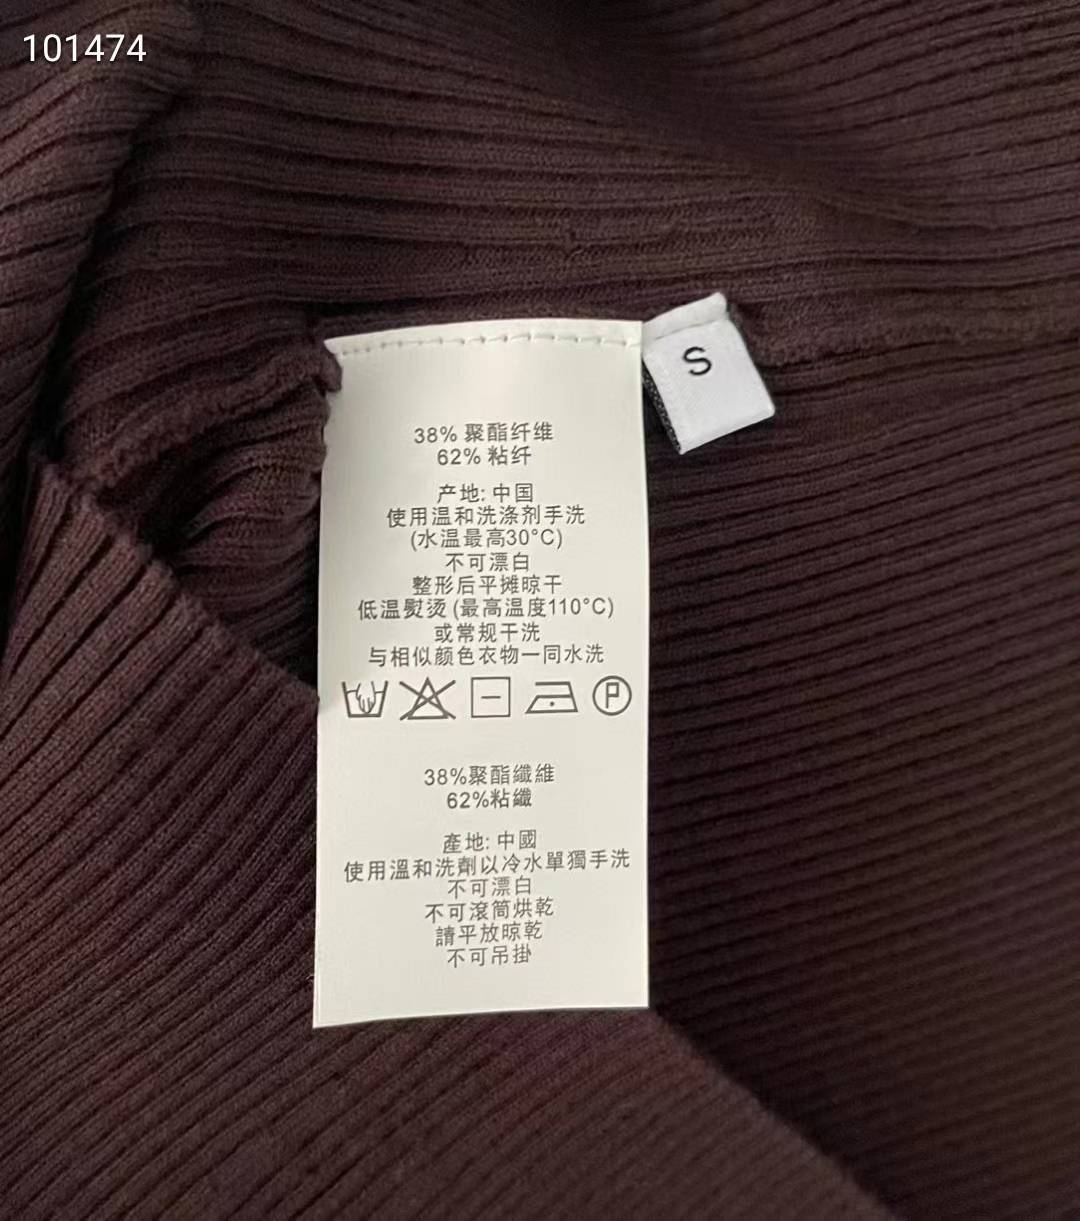 101474
S
38% 聚酯纤维
62% 粘纤
产地: 中国
使用温和洗涤剂手洗
(水温最高30°C)
不可漂白
整形后平摊晾干
低温熨烫 (最高温度110°C)
或常规干洗
与相似颜色衣物一同水洗
P
38%聚酯纖維
62%粘纖
產地: 中國
使用溫和洗劑以冷水單獨手洗
不可漂白
不可滾筒烘乾
請平放晾乾
不可吊掛